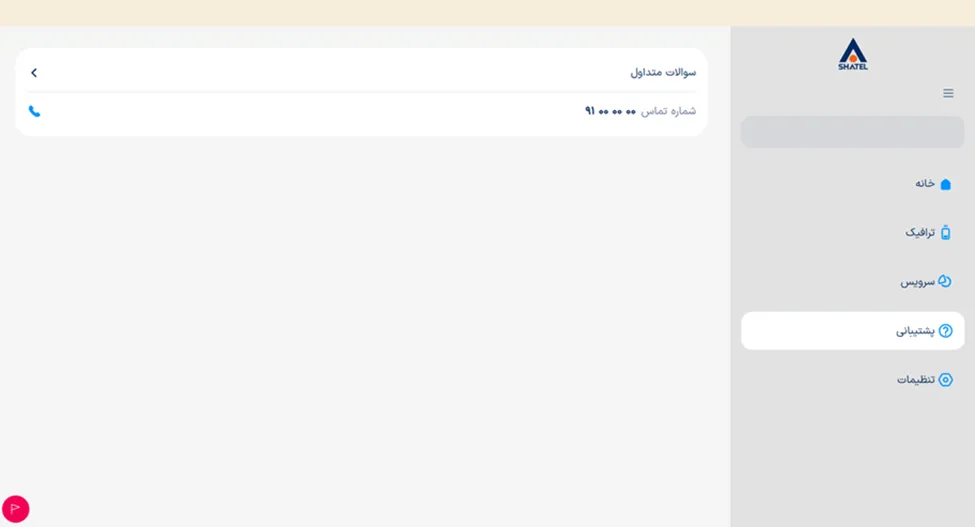 SHATEL
خانه
ترافیک
سرویس
پشتیبانی
تنظیمات
سوالات متداول
شماره تماس ۹۱ ۰۰ ۰۰ ۰۰